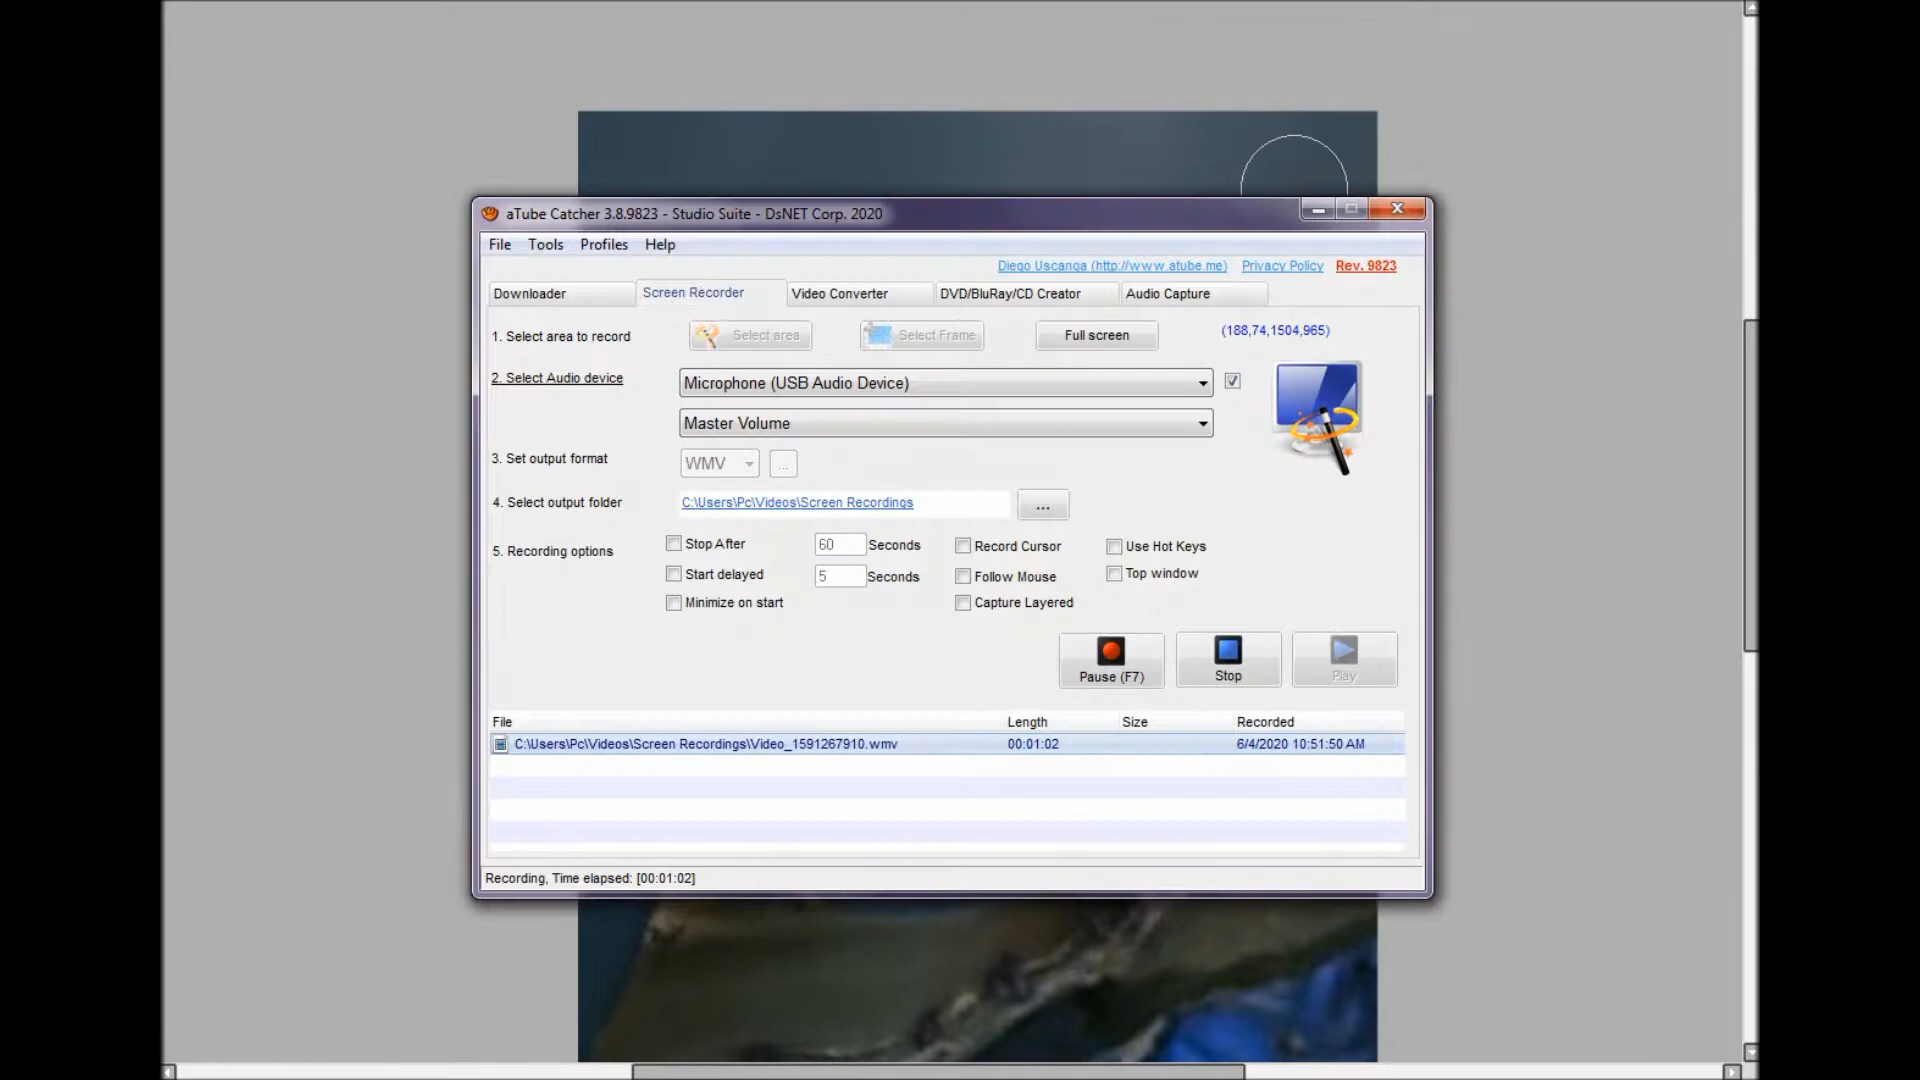 aTube Catcher 3.8.9823 - Studio Suite - DsNET Corp. 2020
File Tools Profiles Help
Diego Uscanga (http://www.atube.me) Privacy Policy Rev. 9823
Downloader Screen Recorder Video Converter DVD/BluRay/CD Creator Audio Capture
1. Select area to record Select area Select Frame Full screen (188,74,1504,965)
2. Select Audio device Microphone (USB Audio Device)
Master Volume
3. Set output format WMV ...
4. Select output folder C:\Users\Pc\Videos\Screen Recordings ...
5. Recording options Stop After 60 Seconds Record Cursor Use Hot Keys
Start delayed 5 Seconds Follow Mouse Top window
Minimize on start Capture Layered
Pause (F7) Stop Play
File Length Size Recorded
C:\Users\Pc\Videos\Screen Recordings\Video_1591267910.wmv 00:01:02 6/4/2020 10:51:50 AM
Recording, Time elapsed: [00:01:02]